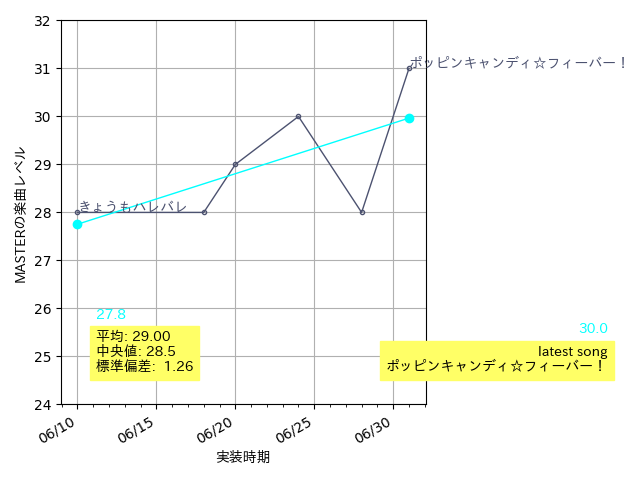 32
31
30
29
28
27
26
25
24
MASTERの楽曲レベル
ポッピンキャンディ☆フィーバー！
きょうもハレバレ
27.8
平均: 29.00
中央値: 28.5
標準偏差: 1.26
30.0
latest song
ポッピンキャンディ☆フィーバー！
06/10
06/15
06/20
06/25
06/30
実装時期